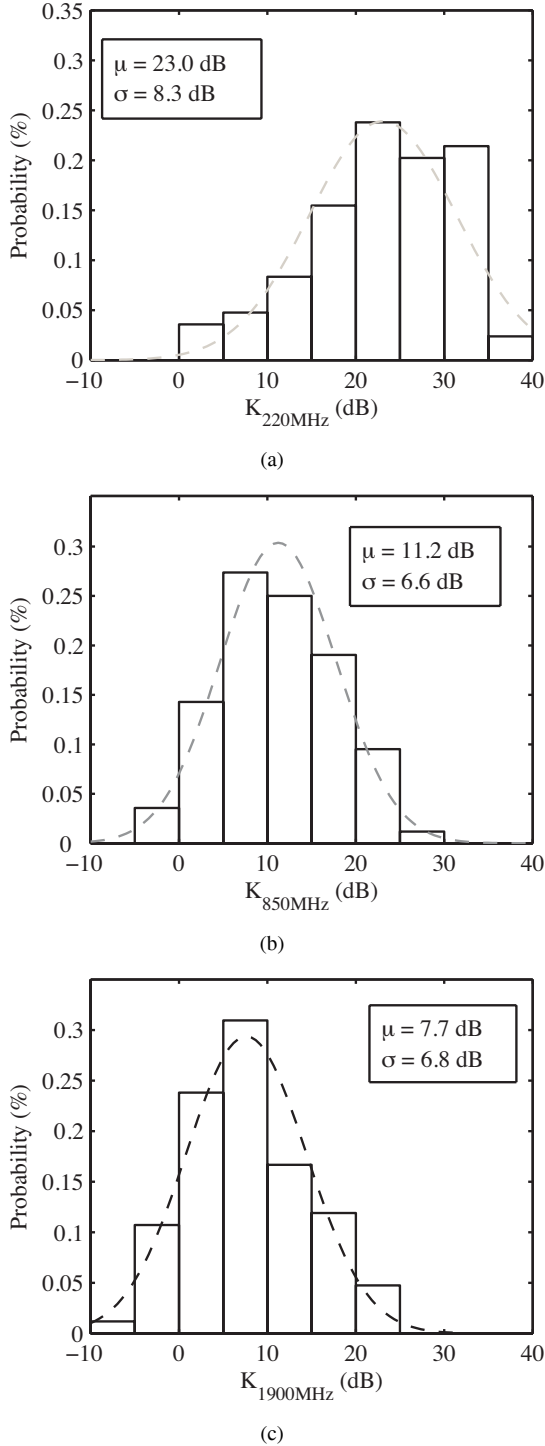 0.35
0.3
0.25
0.2
0.15
0.1
0.05
0
Probability (%)
μ = 23.0 dB
σ = 8.3 dB
−10 0 10 20 30 40
K220MHz (dB)
(a)
0.3
0.25
0.2
0.15
0.1
0.05
0
Probability (%)
μ = 11.2 dB
σ = 6.6 dB
−10 0 10 20 30 40
K850MHz (dB)
(b)
0.3
0.25
0.2
0.15
0.1
0.05
0
Probability (%)
μ = 7.7 dB
σ = 6.8 dB
−10 0 10 20 30 40
K1900MHz (dB)
(c)